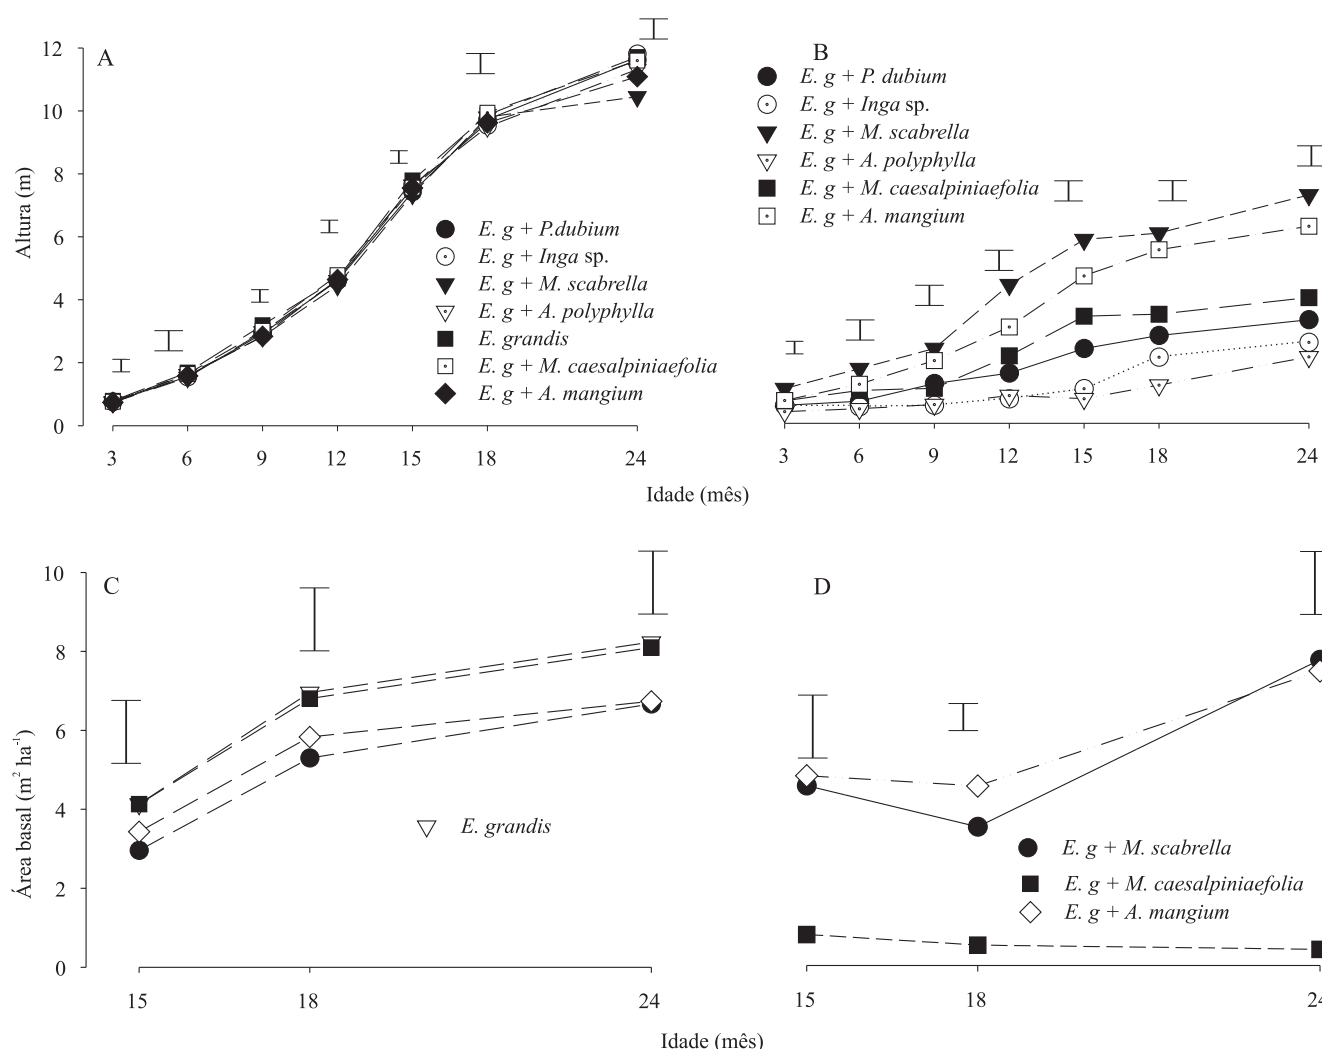 A
12
10
8
6
4
2
0
Altura (m)
E. g + P.dubium
E. g + Inga sp.
E. g + M. scabrella
E. g + A. polyphylla
E. grandis
E. g + M. caesalpiniaefolia
E. g + A. mangium
3 6 9 12 15 18 24
B
E. g + P. dubium
E. g + Inga sp.
E. g + M. scabrella
E. g + A. polyphylla
E. g + M. caesalpiniaefolia
E. g + A. mangium
3 6 9 12 15 18 24
Idade (mês)
C
10
8
6
4
2
0
Área basal (m² ha⁻¹)
E. grandis
15 18 24
D
E. g + M. scabrella
E. g + M. caesalpiniaefolia
E. g + A. mangium
15 18 24
Idade (mês)